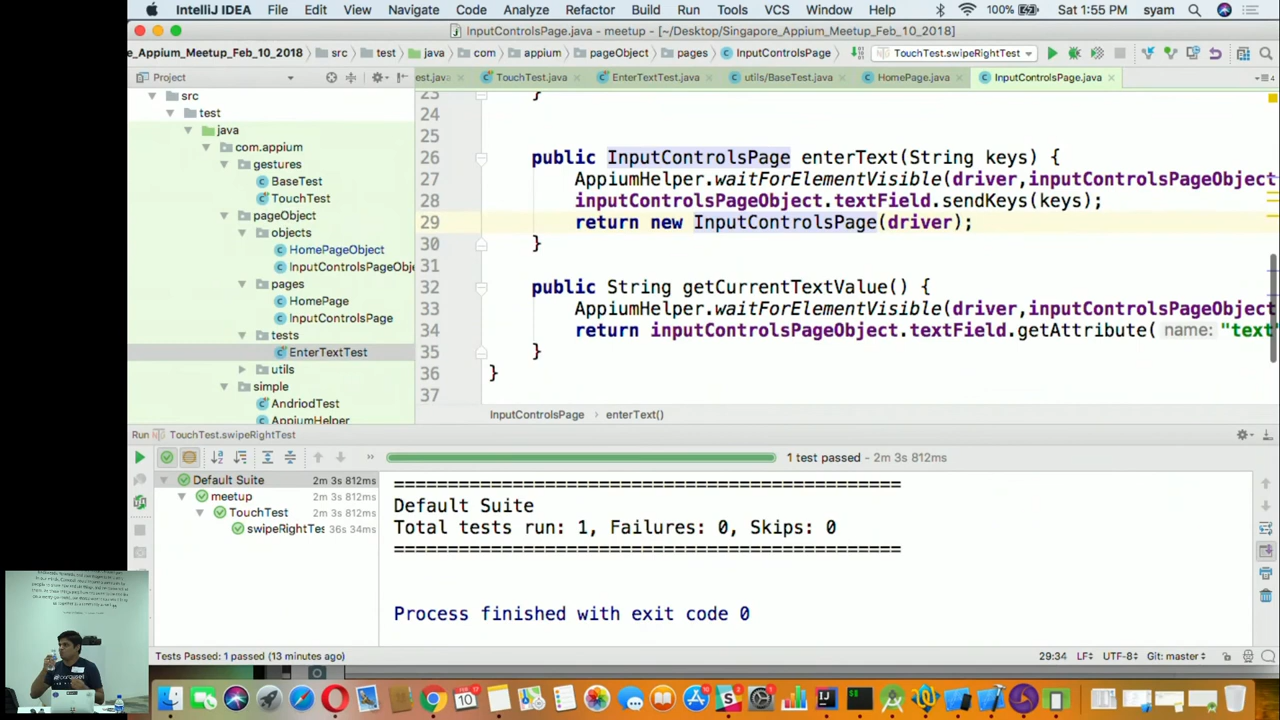 IntelliJ IDEA File Edit View Navigate Code Analyze Refactor Build Run Tools VCS Window Help 100% Sat 1:55 PM syam
InputControlsPage.java - meetup - [~/Desktop/Singapore_Appium_Meetup_Feb_10_2018]
e_Appium_Meetup_Feb_10_2018 src test java com appium pageObject pages InputControlsPage TouchTest.swipeRightTest
Project
est.java TouchTest.java EnterTextTest.java utils/BaseTest.java HomePage.java InputControlsPage.java
src
test
java
com.appium
gestures
BaseTest
TouchTest
pageObject
objects
HomePageObject
InputControlsPageObje
pages
HomePage
InputControlsPage
tests
EnterTextTest
utils
simple
AndriodTest
AppiumHelper
23 }
24
25
26 public InputControlsPage enterText(String keys) {
27 AppiumHelper.waitForElementVisible(driver,inputControlsPageObject
28 inputControlsPageObject.textField.sendKeys(keys);
29 return new InputControlsPage(driver);
30 }
31
32 public String getCurrentTextValue() {
33 AppiumHelper.waitForElementVisible(driver,inputControlsPageObject
34 return inputControlsPageObject.textField.getAttribute( name: "text"
35 }
36 }
37
InputControlsPage enterText()
Run TouchTest.swipeRightTest
1 test passed - 2m 3s 812ms
Default Suite 2m 3s 812ms
meetup 2m 3s 812ms
TouchTest 2m 3s 812ms
swipeRightTes 36s 34ms
===============================================
Default Suite
Total tests run: 1, Failures: 0, Skips: 0
===============================================
Process finished with exit code 0
Tests Passed: 1 passed (13 minutes ago)
29:34 LF÷ UTF-8÷ Git: master÷